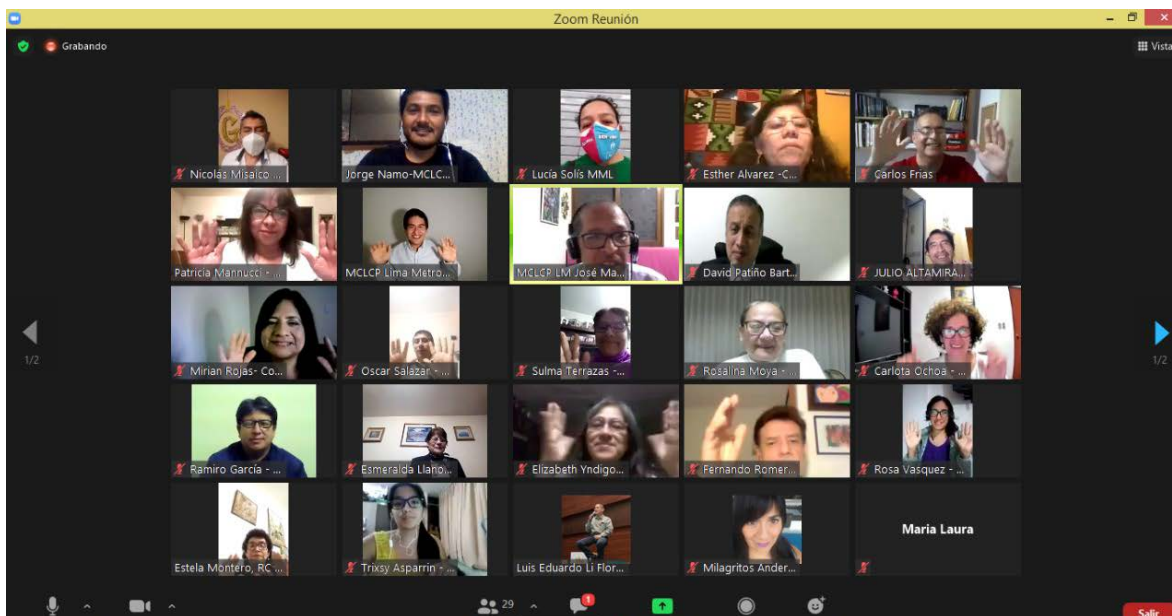 Zoom Reunión
Grabando
Vista
Nicolas Misaico ...
Jorge Namo-MCLC...
Lucía Solís MML
Esther Alvarez -C...
Carlos Frias
Patricia Mannucci - ...
MCLCP Lima Metro...
MCLCP LM José Ma...
David Patiño Bart...
JULIO ALTAMIRA...
1/2
1/2
Mirian Rojas- Co...
Oscar Salazar - ...
Sulma Terrazas -...
Rosalina Moya - ...
Carlota Ochoa - ...
Ramiro García - ...
Esmeralda Llano...
Elizabeth Yndigo...
Fernando Romer...
Rosa Vasquez - ...
Estela Montero, RC ...
Trixsy Asparrin - ...
Luis Eduardo Li Flor...
Milagritos Ander...
Maria Laura
29
1
Salir